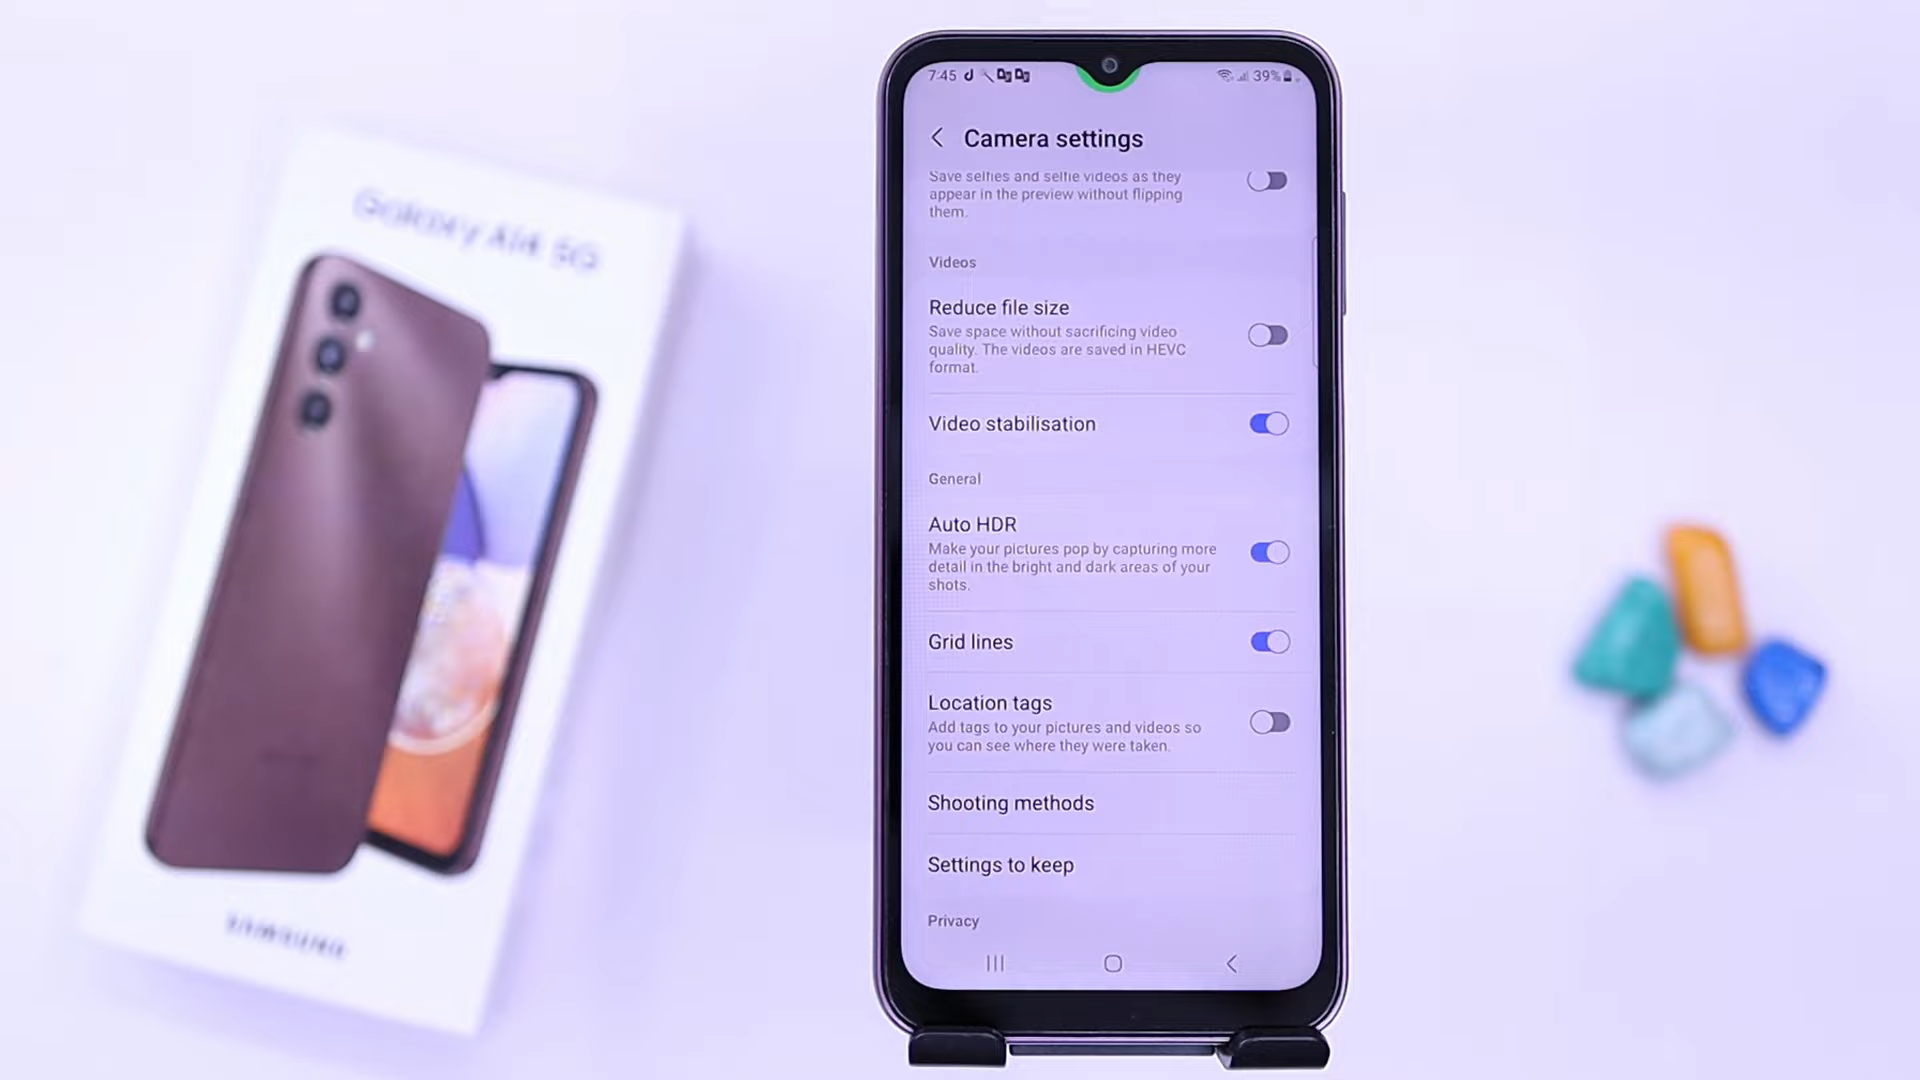 Galaxy A14 5G
SAMSUNG
7:45
39%
Camera settings
Save selfies and selfie videos as they
appear in the preview without flipping
them.
Videos
Reduce file size
Save space without sacrificing video
quality. The videos are saved in HEVC
format.
Video stabilisation
General
Auto HDR
Make your pictures pop by capturing more
detail in the bright and dark areas of your
shots.
Grid lines
Location tags
Add tags to your pictures and videos so
you can see where they were taken.
Shooting methods
Settings to keep
Privacy